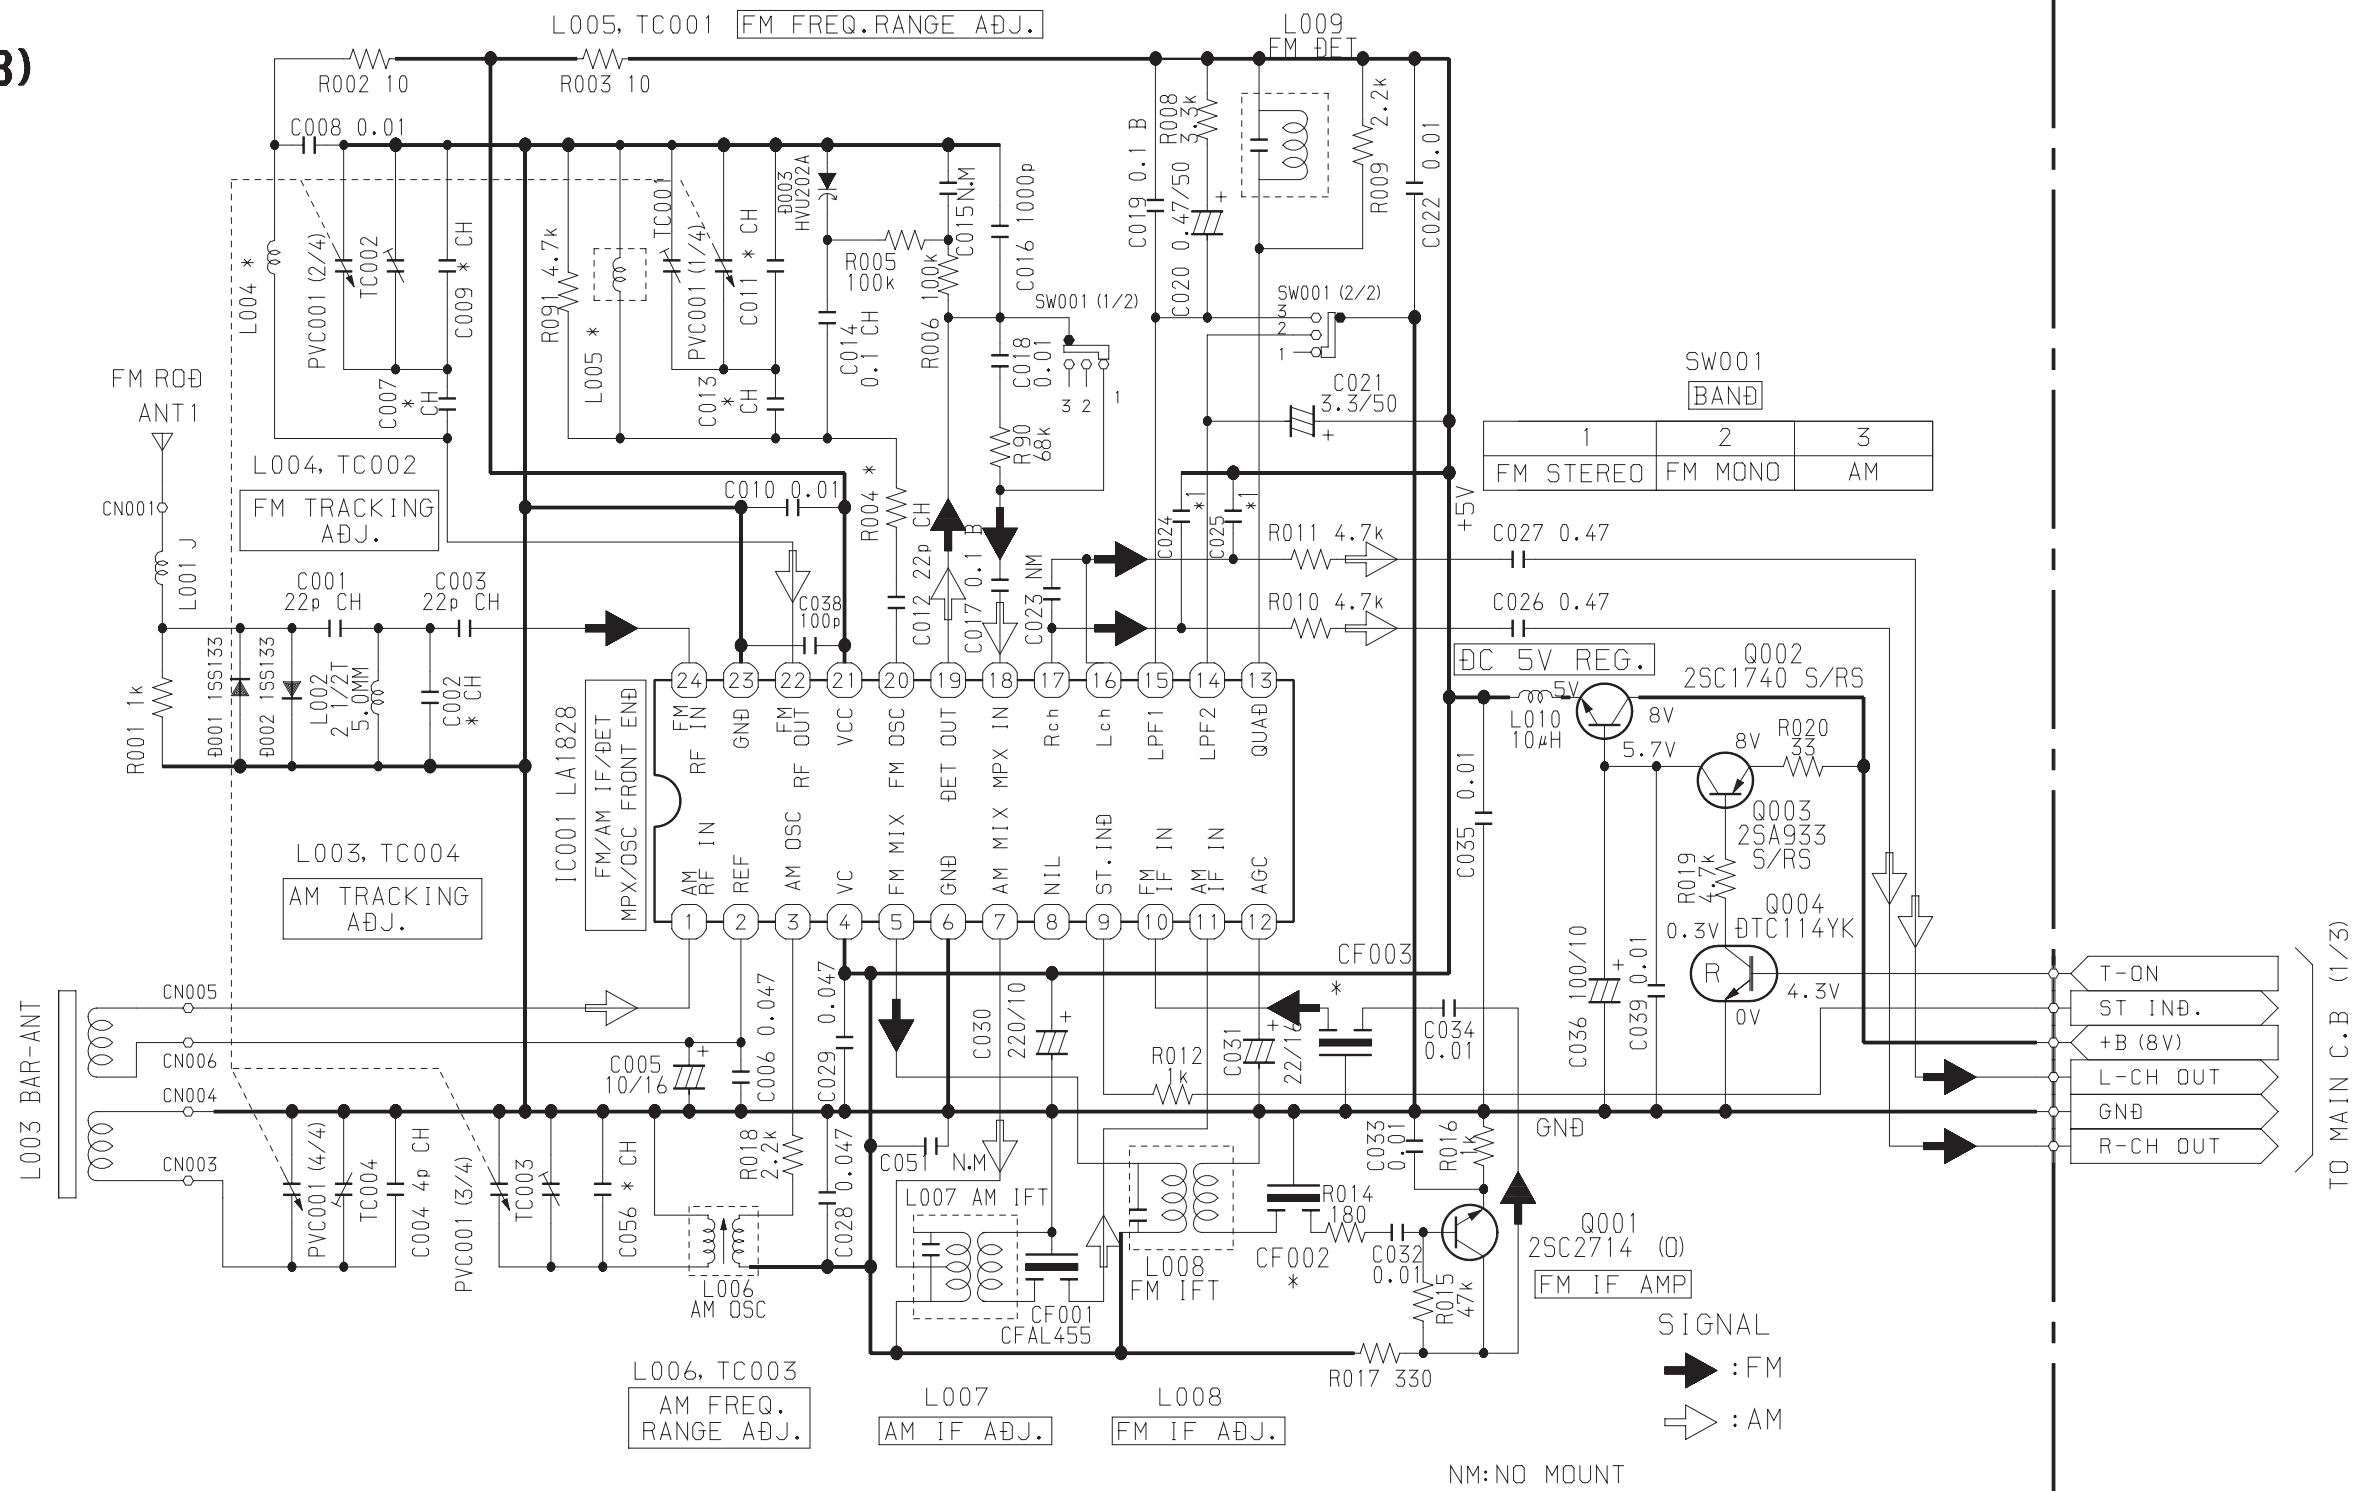 B)
L005, TC001 FM FREQ.RANGE ADJ.
L009
FM DET
R002 10
R003 10
C008 0.01
L004 *
PVC001 (2/4)
TC002
C009 * CH
C007
*
CH
R091 4.7k
L005 *
TC001
PVC001 (1/4)
C011 * CH
C013
*
CH
D003
HVU202A
R005
100k
C014
0.1 CH
R006 100k
C015 N.M
C016 1000p
C018
0.01
R90
68k
SW001 (1/2)
3 2 1
C019 0.1 B
R008
3.3k
C020 0.47/50
+
R009 2.2k
C022 0.01
SW001 (2/2)
3
2
1
C021
3.3/50
+
SW001
BAND
1 2 3
FM STEREO FM MONO AM
FM ROD
ANT1
CN001
L001 J
L004, TC002
FM TRACKING
ADJ.
C010 0.01
R004 *
C012 22p CH
C017 0.1 B
C038
100p
C023 NM
C024
*1
C025
*1
+5V
R011 4.7k
C027 0.47
R010 4.7k
C026 0.47
C001
22p CH
C003
22p CH
R001 1k
D001 1SS133
D002 1SS133
L002
2 1/2T
5.0MM
C002
* CH
DC 5V REG.
Q002
2SC1740 S/RS
5V
8V
L010
10µH
5.7V
8V
R020
33
Q003
2SA933
S/RS
R019
4.7k
Q004
DTC114YK
0.3V
R
4.3V
0V
C035 0.01
C036 100/10
+
C039 0.01
IC001 LA1828
FM/AM IF/DET
MPX/OSC FRONT END
24 23 22 21 20 19 18 17 16 15 14 13
FM
RF IN
GND
FM
RF OUT
VCC
FM OSC
DET OUT
MPX IN
Rch
Lch
LPF1
LPF2
QUAD
AM
RF IN
REF
AM OSC
VC
FM MIX
GND
AM MIX
NIL
ST.IND
FM
IF IN
AM
IF IN
AGC
1 2 3 4 5 6 7 8 9 10 11 12
L003, TC004
AM TRACKING
ADJ.
L003 BAR-ANT
CN005
CN006
CN004
CN003
C005
10/16
+
C006 0.047
C029 0.047
C030
220/10
+
R012
1k
C031
22/16
+
CF003
*
C034
0.01
T-ON
ST IND.
+B (8V)
L-CH OUT
GND
R-CH OUT
TO MAIN C.B (1/3)
GND
PVC001 (4/4)
TC004
C004 4p CH
PVC001 (3/4)
TC003
C056 * CH
R018
2.2k
C028 0.047
C051 N.M
L006
AM OSC
L007 AM IFT
CF001
CFAL455
L008
FM IFT
CF002
*
R014
180
C032
0.01
C033
0.01
R016
1k
R015
47k
Q001
2SC2714 (O)
FM IF AMP
R017 330
L006, TC003
AM FREQ.
RANGE ADJ.
L007
AM IF ADJ.
L008
FM IF ADJ.
SIGNAL
:FM
:AM
NM:NO MOUNT